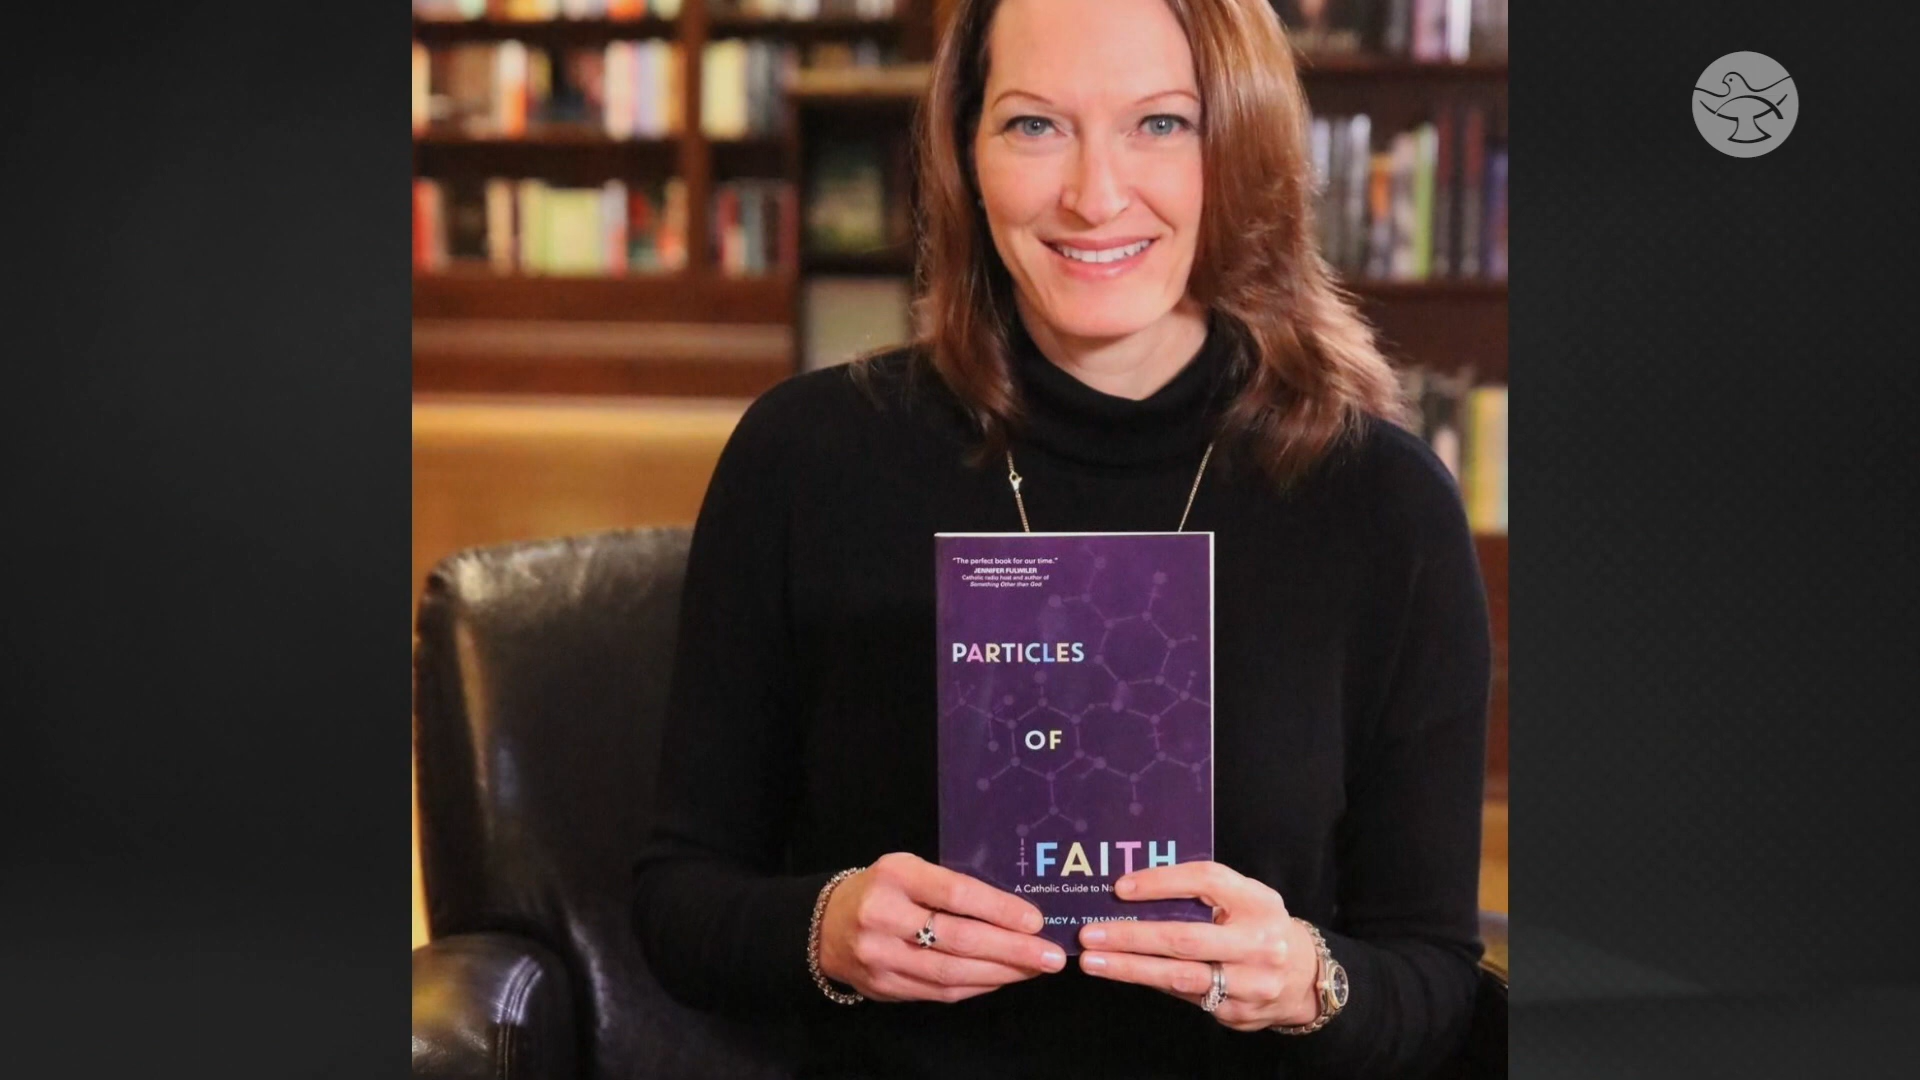 "The perfect book for our time."
JENNIFER FULWILER
Catholic radio host and author of
Something Other than God
PARTICLES
OF
FAITH
A Catholic Guide to Na
TACY A. TRASANCOS